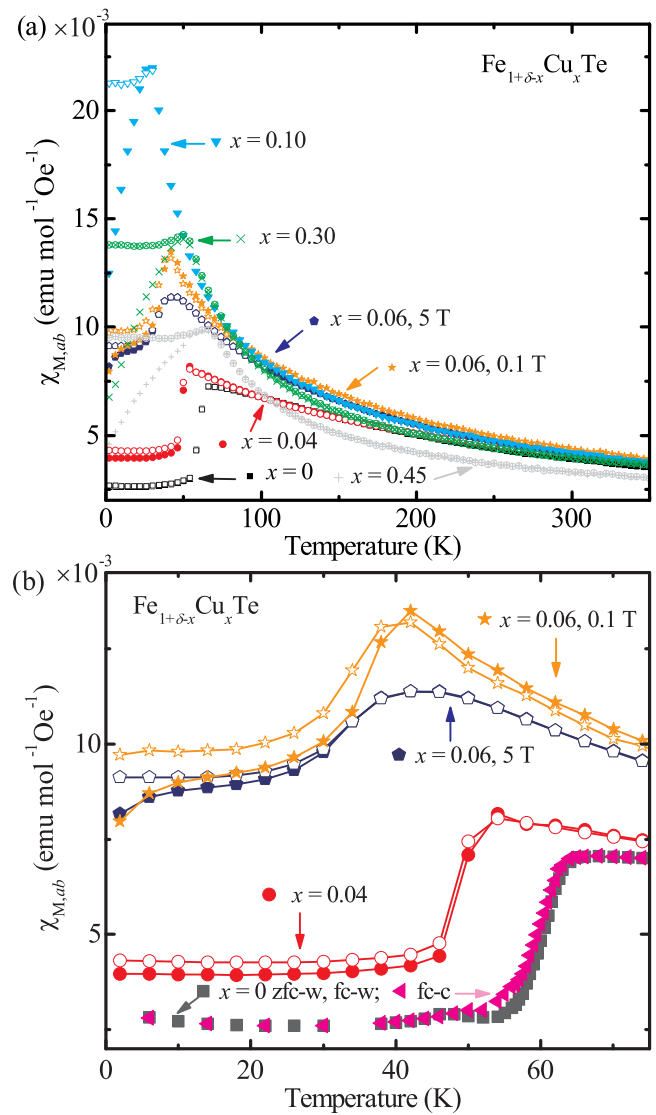 (a)
×10⁻³
Fe₁₊δ₋ₓCuₓTe
20
15
10
5
χM,ab (emu mol⁻¹Oe⁻¹)
x = 0.10
x = 0.30
x = 0.06, 5 T
x = 0.06, 0.1 T
x = 0.04
x = 0
x = 0.45
0 100 200 300
Temperature (K)
(b)
×10⁻³
Fe₁₊δ₋ₓCuₓTe
10
5
χM,ab (emu mol⁻¹Oe⁻¹)
x = 0.06, 0.1 T
x = 0.06, 5 T
x = 0.04
x = 0 zfc-w, fc-w; fc-c
0 20 40 60
Temperature (K)